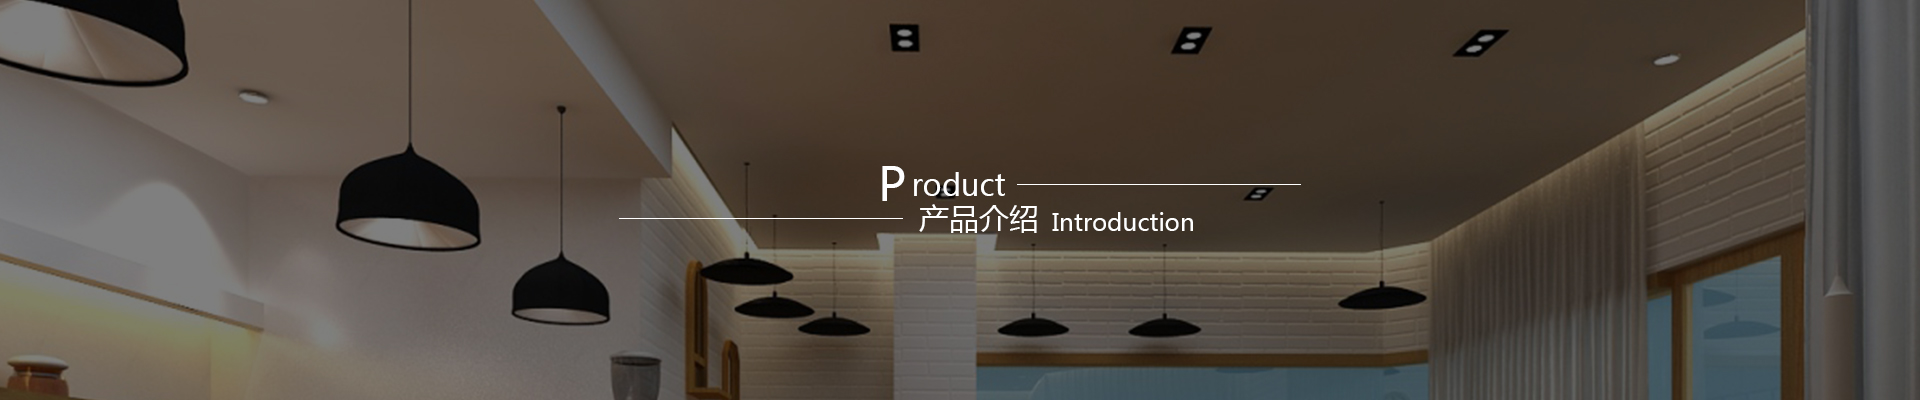 Product
产品介绍 Introduction